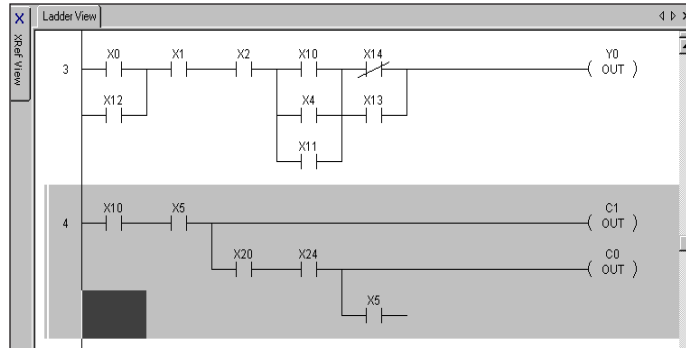 Ladder View
XRef View
3
X0 X1 X2 X10 X14 Y0
OUT
X12 X4 X13
X11
4
X10 X5 C1
OUT
X20 X24 C0
OUT
X5